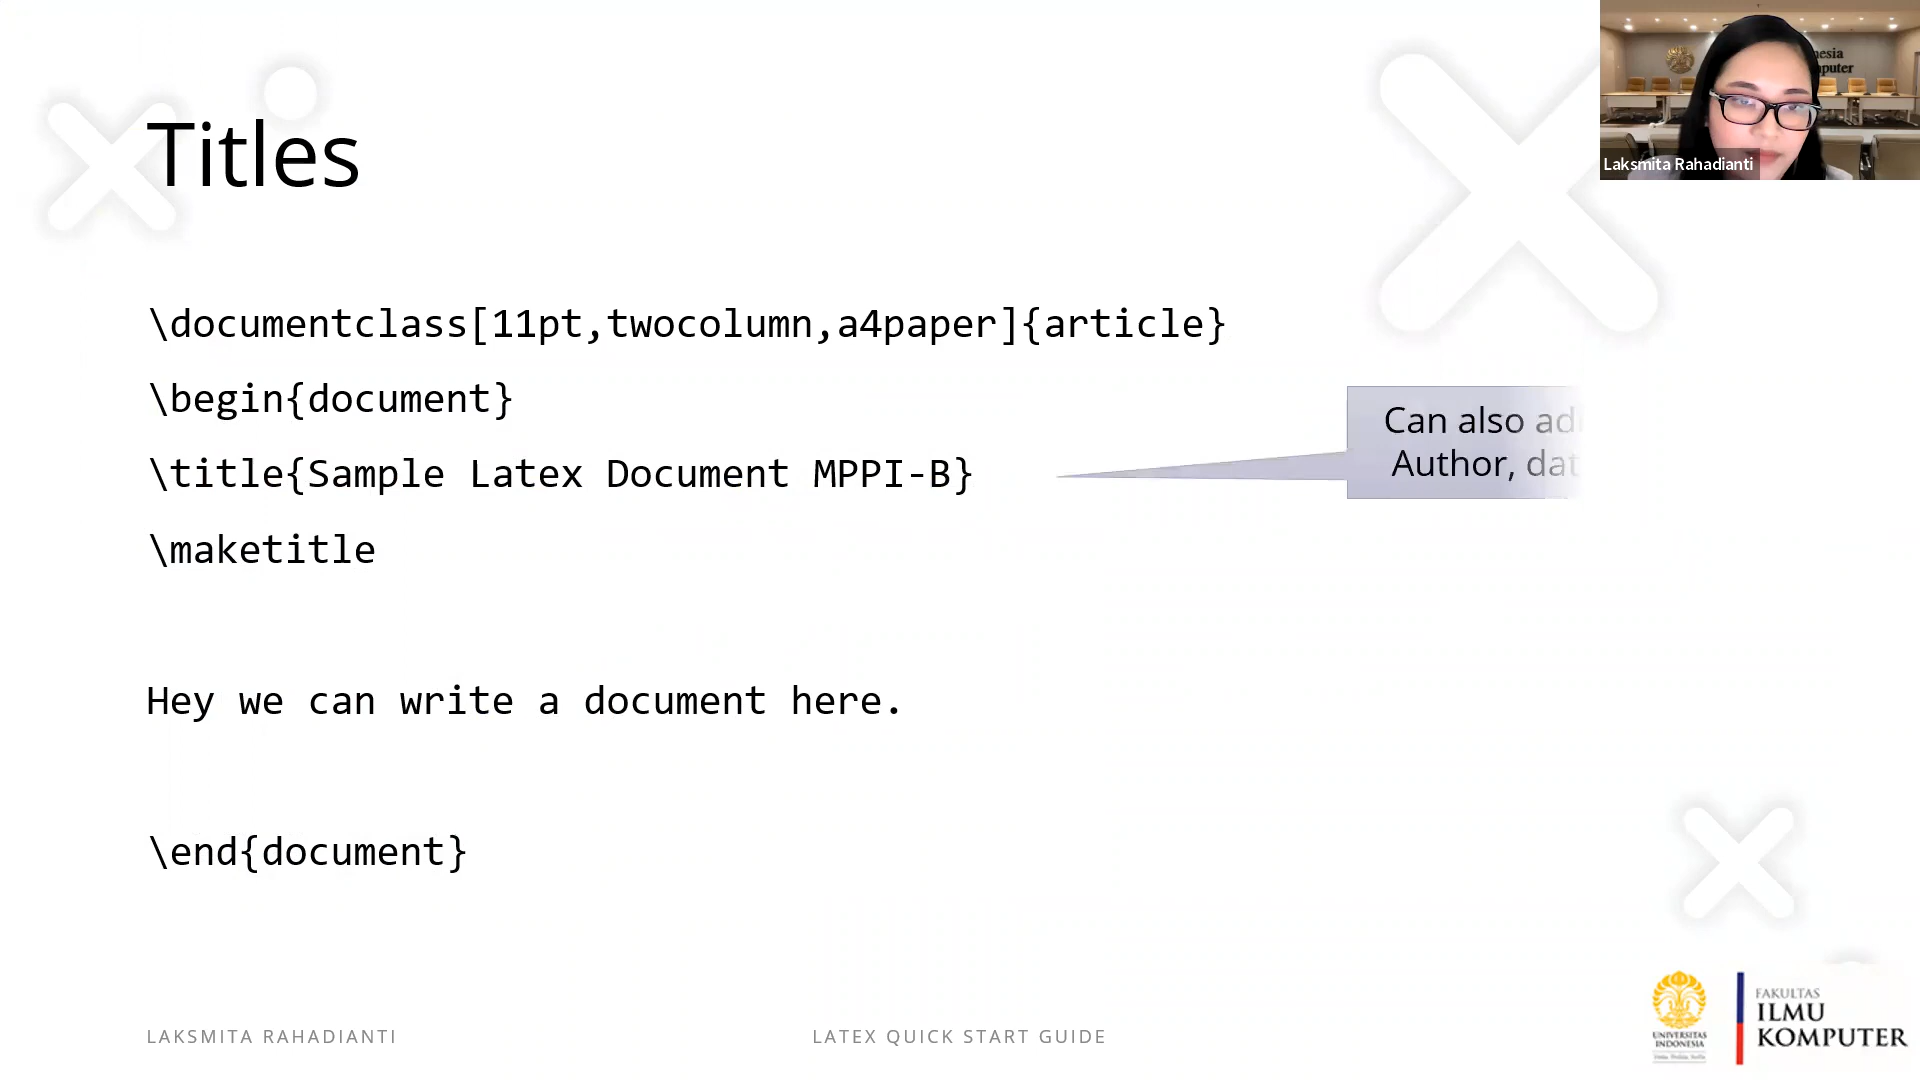 Titles
\documentclass[11pt,twocolumn,a4paper]{article}
\begin{document}
\title{Sample Latex Document MPPI-B}
\maketitle
Hey we can write a document here.
\end{document}
Can also
Author,
Laksmita Rahadianti
LAKSMITA RAHADIANTI
LATEX QUICK START GUIDE
UNIVERSITAS
INDONESIA
FAKULTAS
ILMU
KOMPUTER